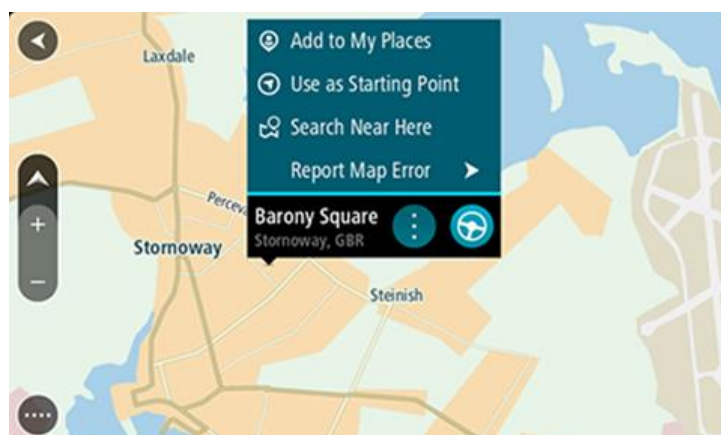 Laxdale
Add to My Places
Use as Starting Point
Search Near Here
Report Map Error
Perceva
Barony Square
Stornoway, GBR
Stornoway
Steinish